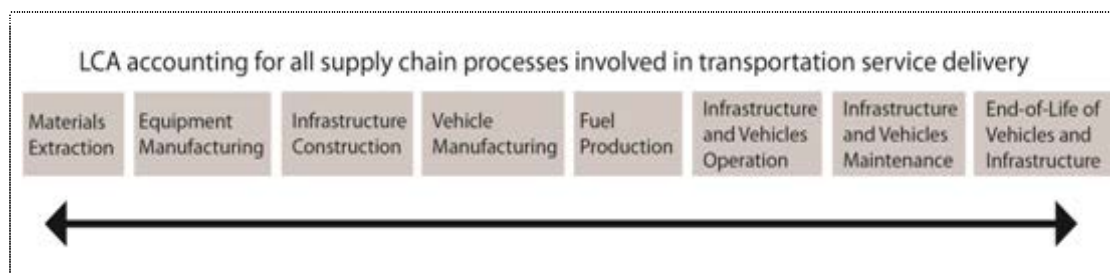 LCA accounting for all supply chain processes involved in transportation service delivery
Materials
Extraction
Equipment
Manufacturing
Infrastructure
Construction
Vehicle
Manufacturing
Fuel
Production
Infrastructure
and Vehicles
Operation
Infrastructure
and Vehicles
Maintenance
End-of-Life of
Vehicles and
Infrastructure